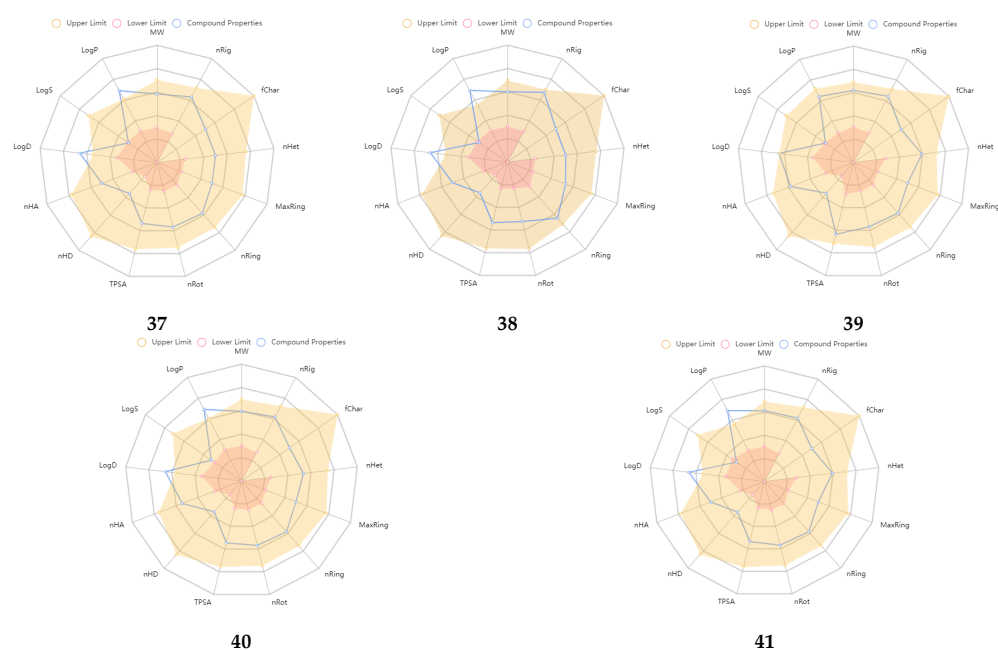 Upper Limit Lower Limit Compound Properties
MW
LogP nRig
LogS fChar
LogD nHet
nHA MaxRing
nHD nRing
TPSA nRot
37
Upper Limit Lower Limit Compound Properties
MW
LogP nRig
LogS fChar
LogD nHet
nHA MaxRing
nHD nRing
TPSA nRot
38
Upper Limit Lower Limit Compound Properties
MW
LogP nRig
LogS fChar
LogD nHet
nHA MaxRing
nHD nRing
TPSA nRot
39
Upper Limit Lower Limit Compound Properties
MW
LogP nRig
LogS fChar
LogD nHet
nHA MaxRing
nHD nRing
TPSA nRot
40
Upper Limit Lower Limit Compound Properties
MW
LogP nRig
LogS fChar
LogD nHet
nHA MaxRing
nHD nRing
TPSA nRot
41